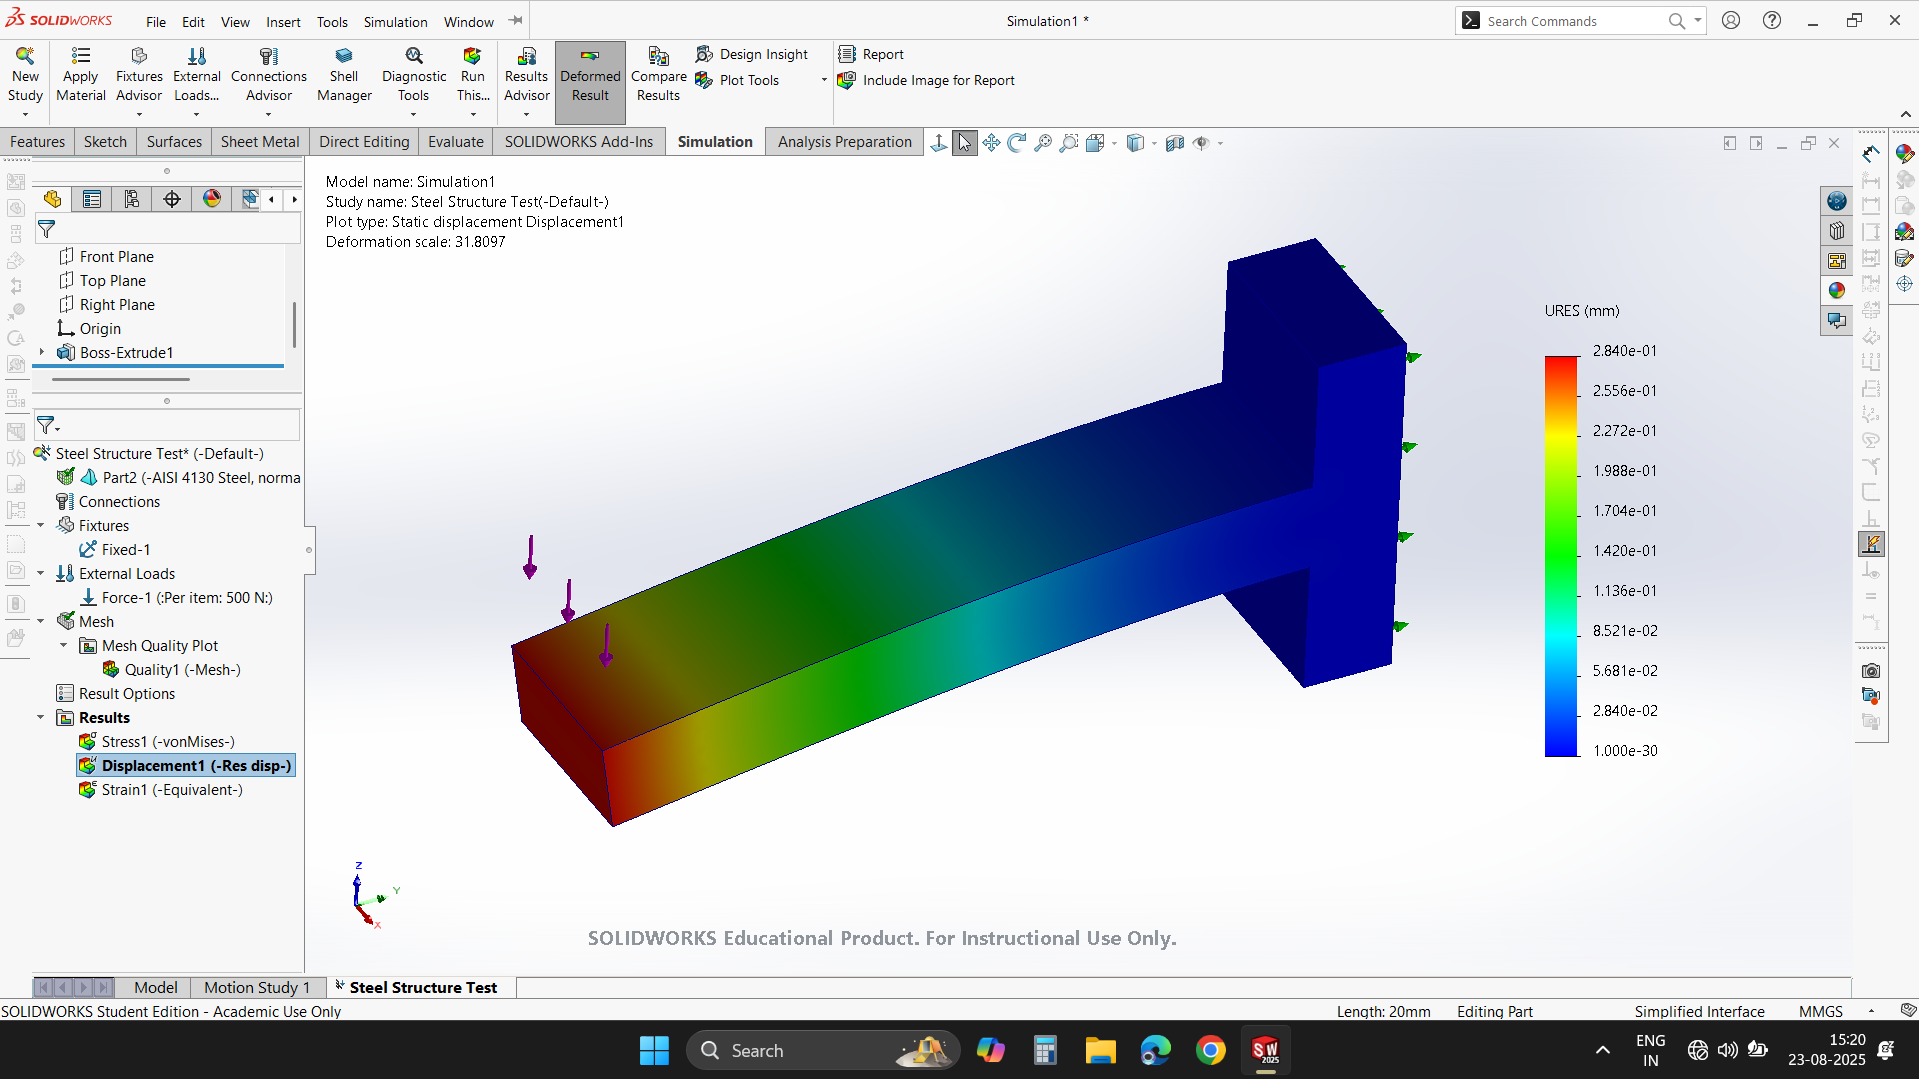 SOLIDWORKS
File Edit View Insert Tools Simulation Window
Simulation1 *
Search Commands
New Study
Apply Material
Fixtures Advisor
External Loads...
Connections Advisor
Shell Manager
Diagnostic Tools
Run This...
Results Advisor
Deformed Result
Compare Results
Design Insight
Plot Tools
Report
Include Image for Report
Features Sketch Surfaces Sheet Metal Direct Editing Evaluate SOLIDWORKS Add-Ins Simulation Analysis Preparation
Model name: Simulation1
Study name: Steel Structure Test(-Default-)
Plot type: Static displacement Displacement1
Deformation scale: 31.8097
Front Plane
Top Plane
Right Plane
Origin
Boss-Extrude1
Steel Structure Test* (-Default-)
Part2 (-AISI 4130 Steel, norma
Connections
Fixtures
Fixed-1
External Loads
Force-1 (:Per item: 500 N:)
Mesh
Mesh Quality Plot
Quality1 (-Mesh-)
Result Options
Results
Stress1 (-vonMises-)
Displacement1 (-Res disp-)
Strain1 (-Equivalent-)
URES (mm)
2.840e-01
2.556e-01
2.272e-01
1.988e-01
1.704e-01
1.420e-01
1.136e-01
8.521e-02
5.681e-02
2.840e-02
1.000e-30
Z
Y
X
SOLIDWORKS Educational Product. For Instructional Use Only.
Model Motion Study 1 Steel Structure Test
SOLIDWORKS Student Edition - Academic Use Only
Length: 20mm Editing Part Simplified Interface MMGS
Search
SW
2025
ENG
IN
15:20
23-08-2025